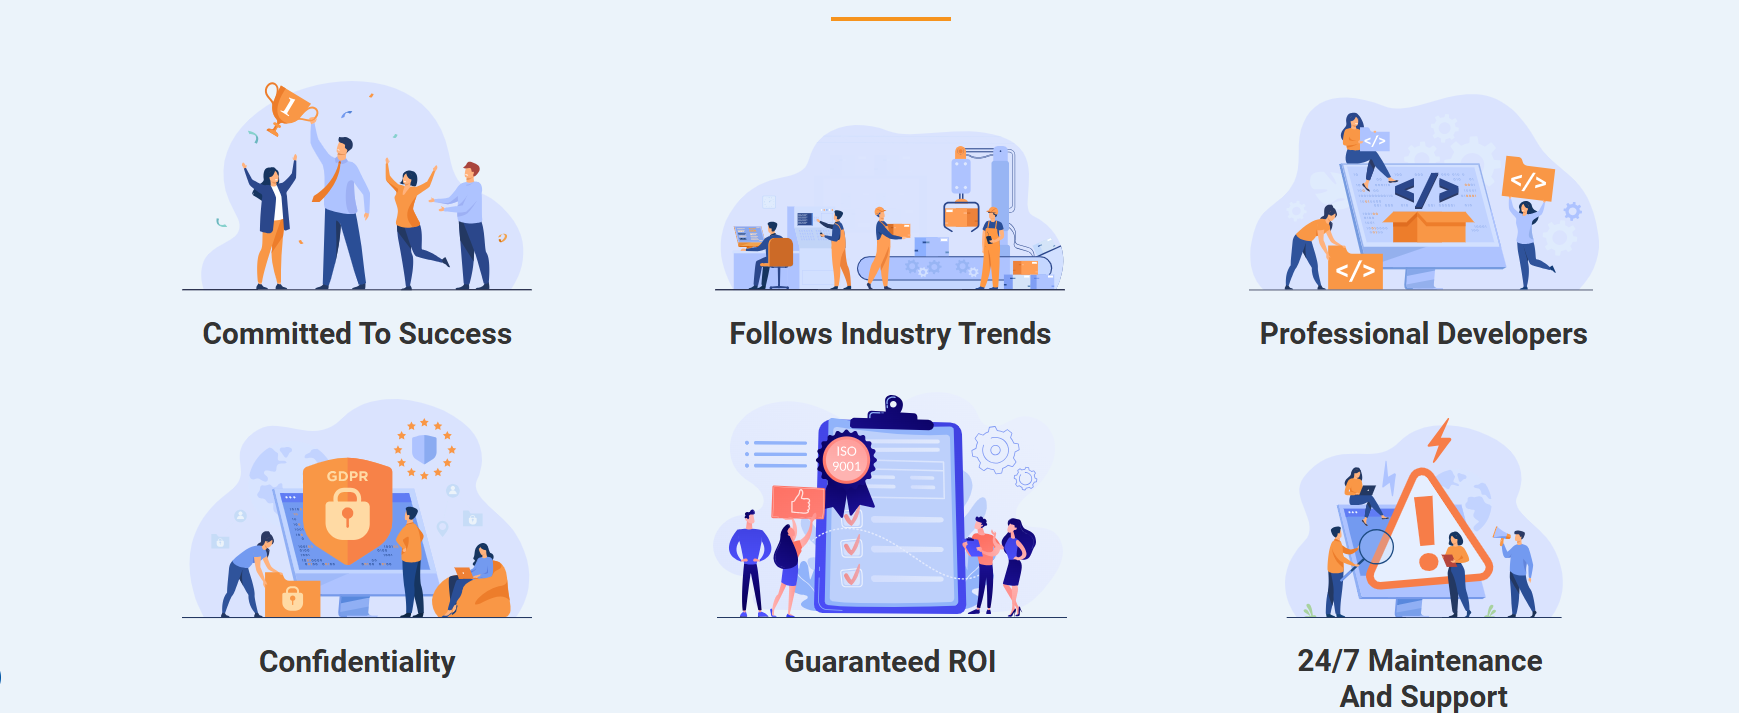 1
</>
</>
</>
</>
Committed To Success
Follows Industry Trends
Professional Developers
GDPR
ISO
9001
!
Confidentiality
Guaranteed ROI
24/7 Maintenance
And Support